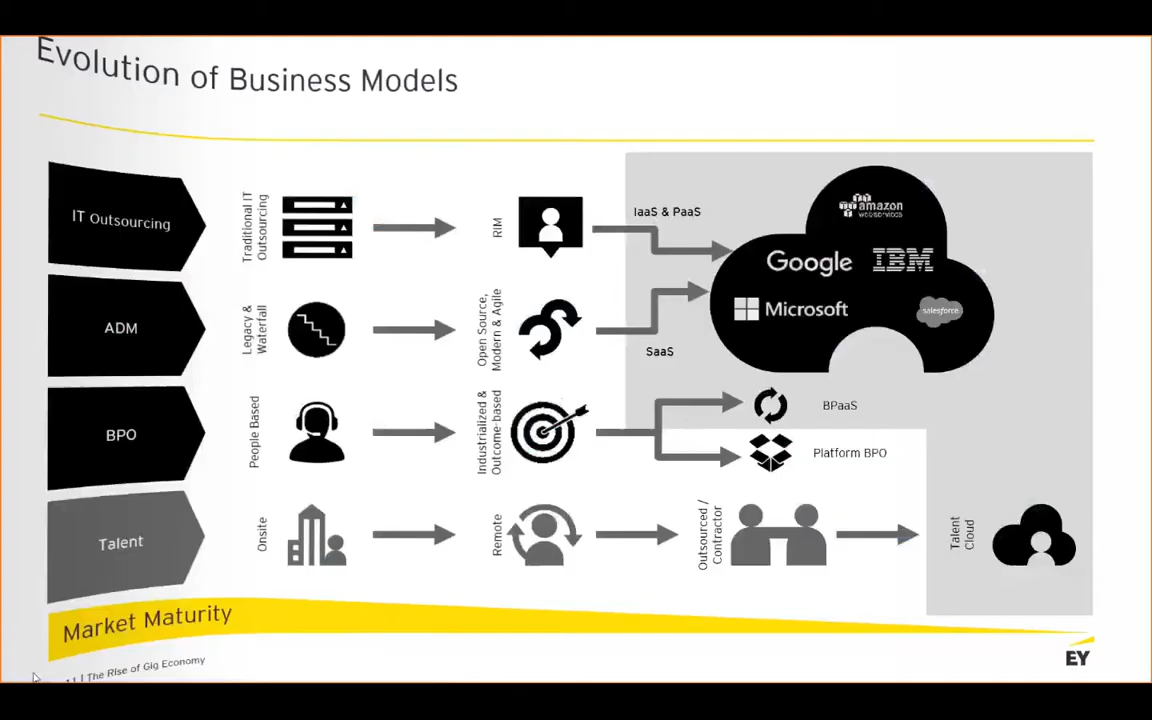 Evolution of Business Models
IT Outsourcing
Traditional IT
Outsourcing
RIM
IaaS & PaaS
amazon
webservices
Google
IBM
Microsoft
salesforce
ADM
Legacy &
Waterfall
Open Source,
Modern & Agile
SaaS
BPO
People Based
Industrialized &
Outcome-based
BPaaS
Platform BPO
Talent
Onsite
Remote
Outsourced /
Contractor
Talent
Cloud
Market Maturity
| The Rise of Gig Economy
EY